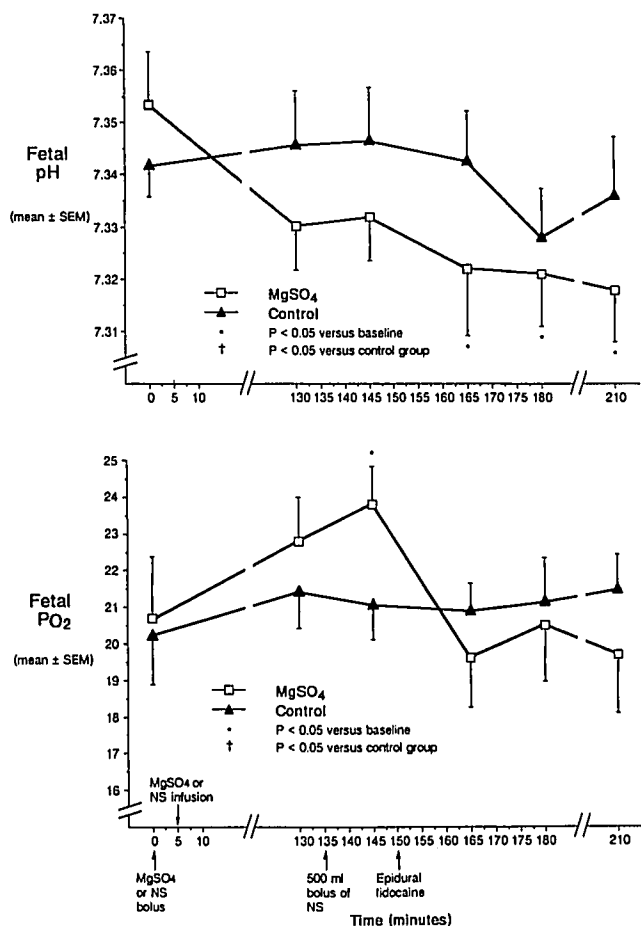 7.37
7.36
7.35
Fetal
pH
7.34
(mean ± SEM)
7.33
7.32
MgSO4
Control
7.31
• P < 0.05 versus baseline
† P < 0.05 versus control group
0 5 10 130 135 140 145 150 155 160 165 170 175 180 210
25
24
23
22
Fetal
PO2
21
20
(mean ± SEM)
19
MgSO4
Control
18
• P < 0.05 versus baseline
17
† P < 0.05 versus control group
16
MgSO4 or
NS infusion
15
0 5 10 130 135 140 145 150 155 160 165 170 175 180 210
MgSO4
or NS
bolus
500 ml
bolus of
NS
Epidural
lidocaine
Time (minutes)